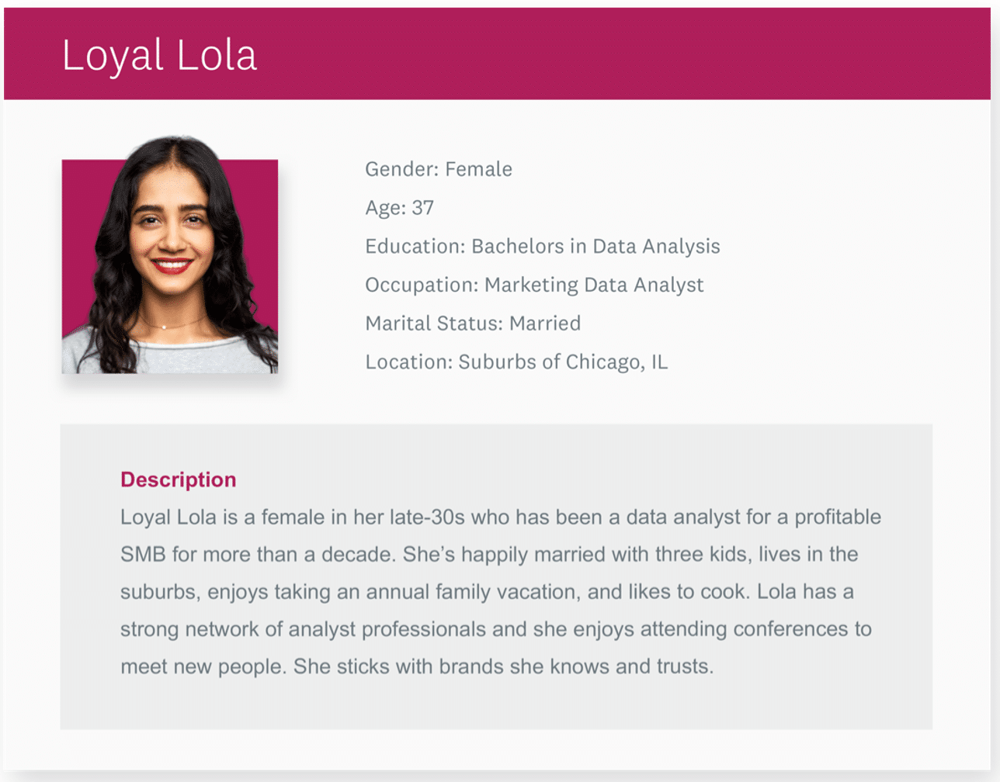 Loyal Lola
Gender: Female
Age: 37
Education: Bachelors in Data Analysis
Occupation: Marketing Data Analyst
Marital Status: Married
Location: Suburbs of Chicago, IL
Description
Loyal Lola is a female in her late-30s who has been a data analyst for a profitable
SMB for more than a decade. She’s happily married with three kids, lives in the
suburbs, enjoys taking an annual family vacation, and likes to cook. Lola has a
strong network of analyst professionals and she enjoys attending conferences to
meet new people. She sticks with brands she knows and trusts.